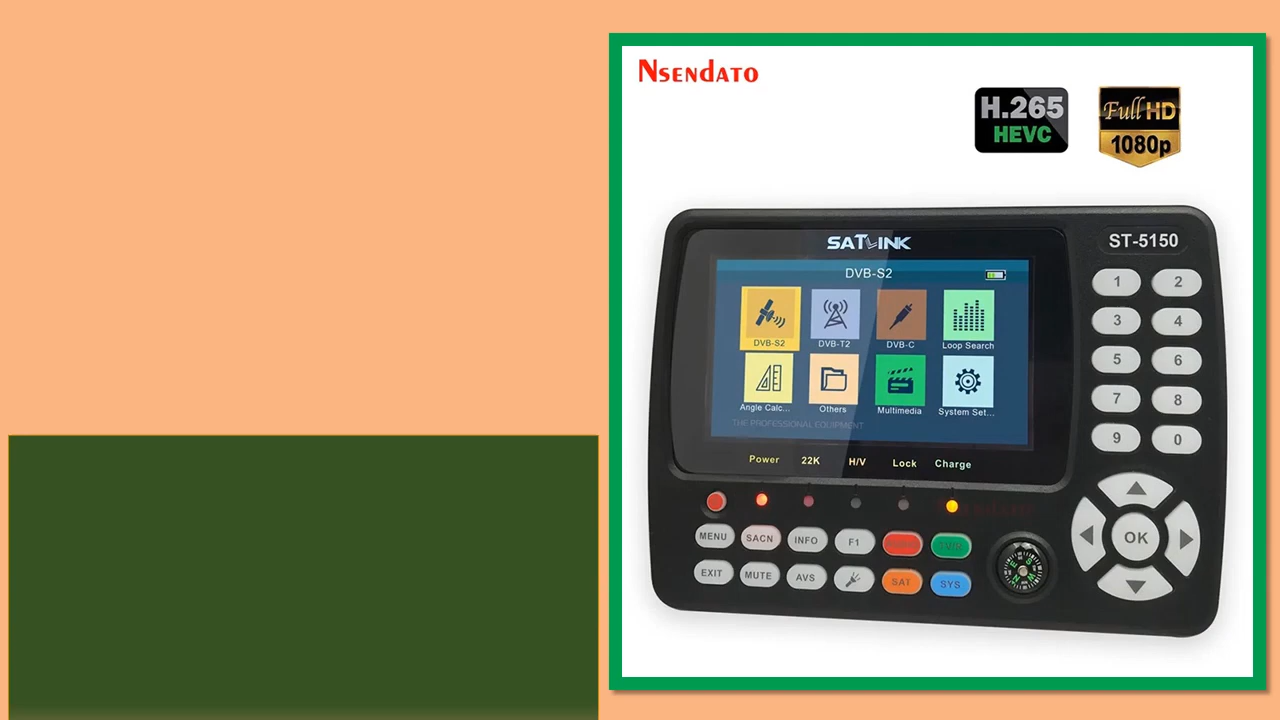 NSENDATO
H.265
HEVC
Full HD
1080p
SATLINK
ST-5150
DVB-S2
DVB-S2
DVB-T2
DVB-C
Loop Search
Angle Calc...
Others
Multimedia
System Set...
THE PROFESSIONAL EQUIPMENT
Power
22K
H/V
Lock
Charge
1
2
3
4
5
6
7
8
9
0
MENU
SACN
INFO
F1
EXIT
MUTE
AVS
SAT
SYS
OK